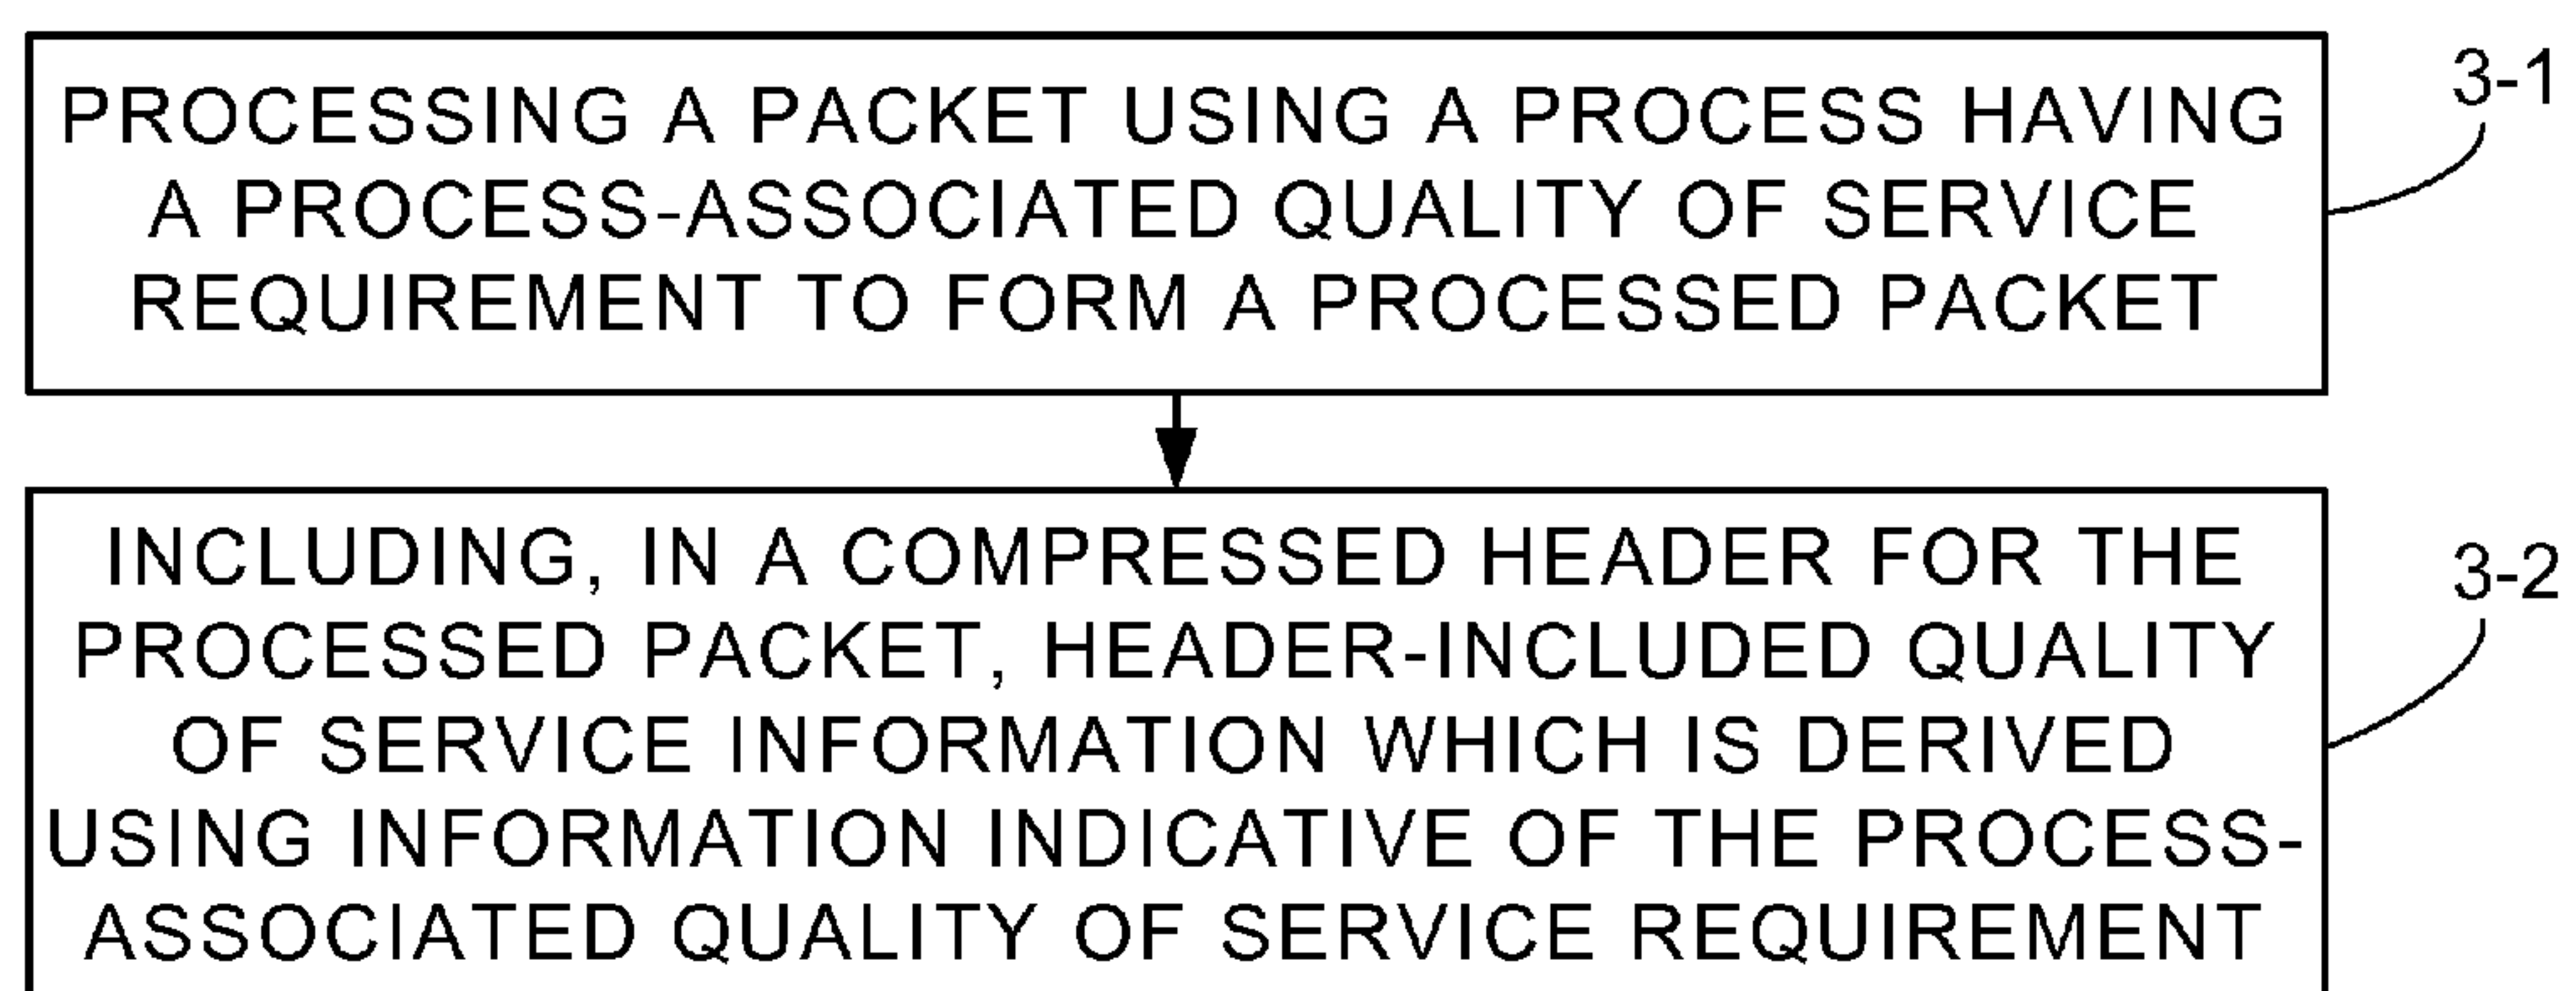 PROCESSING A PACKET USING A PROCESS HAVING
A PROCESS-ASSOCIATED QUALITY OF SERVICE
REQUIREMENT TO FORM A PROCESSED PACKET
3-1
INCLUDING, IN A COMPRESSED HEADER FOR THE
PROCESSED PACKET, HEADER-INCLUDED QUALITY
OF SERVICE INFORMATION WHICH IS DERIVED
USING INFORMATION INDICATIVE OF THE PROCESS-
ASSOCIATED QUALITY OF SERVICE REQUIREMENT
3-2